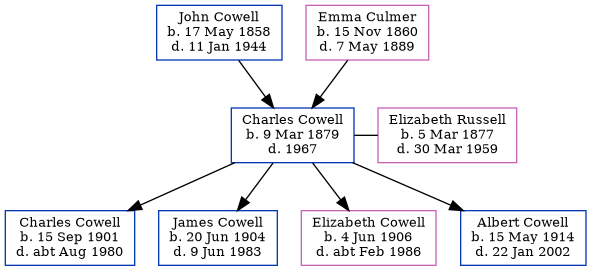 John Cowell
b. 17 May 1858
d. 11 Jan 1944
Emma Culmer
b. 15 Nov 1860
d. 7 May 1889
Charles Cowell
b. 9 Mar 1879
d. 1967
Elizabeth Russell
b. 5 Mar 1877
d. 30 Mar 1959
Charles Cowell
b. 15 Sep 1901
d. abt Aug 1980
James Cowell
b. 20 Jun 1904
d. 9 Jun 1983
Elizabeth Cowell
b. 4 Jun 1906
d. abt Feb 1986
Albert Cowell
b. 15 May 1914
d. 22 Jan 2002